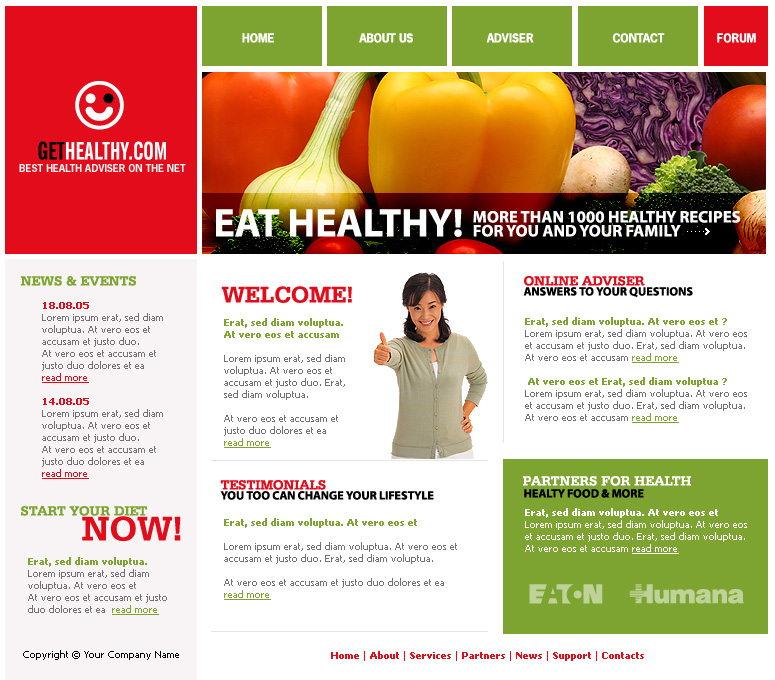 HOME
ABOUT US
ADVISER
CONTACT
FORUM
GETHEALTHY.COM
BEST HEALTH ADVISER ON THE NET
EAT HEALTHY!
MORE THAN 1000 HEALTHY RECIPES
FOR YOU AND YOUR FAMILY
NEWS & EVENTS
18.08.05
Lorem ipsum erat, sed diam
voluptua. At vero eos et
accusam et justo duo.
At vero eos et accusam et
justo duo dolores et ea
read more
14.08.05
Lorem ipsum erat, sed diam
voluptua. At vero eos et
accusam et justo duo.
At vero eos et accusam et
justo duo dolores et ea
read more
START YOUR DIET
NOW!
Erat, sed diam voluptua.
Lorem ipsum erat, sed diam
voluptua. At vero eos et
At vero eos et accusam et justo
duo dolores et ea read more
Copyright © Your Company Name
WELCOME!
Erat, sed diam voluptua.
At vero eos et accusam
Lorem ipsum erat, sed diam
voluptua. At vero eos et
accusam et justo duo. Erat,
sed diam voluptua.
At vero eos et accusam et
justo duo dolores et ea
read more
ONLINE ADVISER
ANSWERS TO YOUR QUESTIONS
Erat, sed diam voluptua. At vero eos et ?
Lorem ipsum erat, sed diam voluptua. At vero eos
et accusam et justo duo. Erat, sed diam voluptua.
At vero eos et accusam read more
At vero eos et Erat, sed diam voluptua ?
Lorem ipsum erat, sed diam voluptua. At vero eos
et accusam et justo duo. Erat, sed diam voluptua.
At vero eos et accusam read more
TESTIMONIALS
YOU TOO CAN CHANGE YOUR LIFESTYLE
Erat, sed diam voluptua. At vero eos et
Lorem ipsum erat, sed diam voluptua. At vero eos et
accusam et justo duo. Erat, sed diam voluptua.
At vero eos et accusam et justo duo dolores et ea
read more
PARTNERS FOR HEALTH
HEALTY FOOD & MORE
Erat, sed diam voluptua. At vero eos et
Lorem ipsum erat, sed diam voluptua. At vero eos
et accusam et justo duo. Erat, sed diam voluptua.
At vero eos et accusam read more
EATON
Humana
Home | About | Services | Partners | News | Support | Contacts